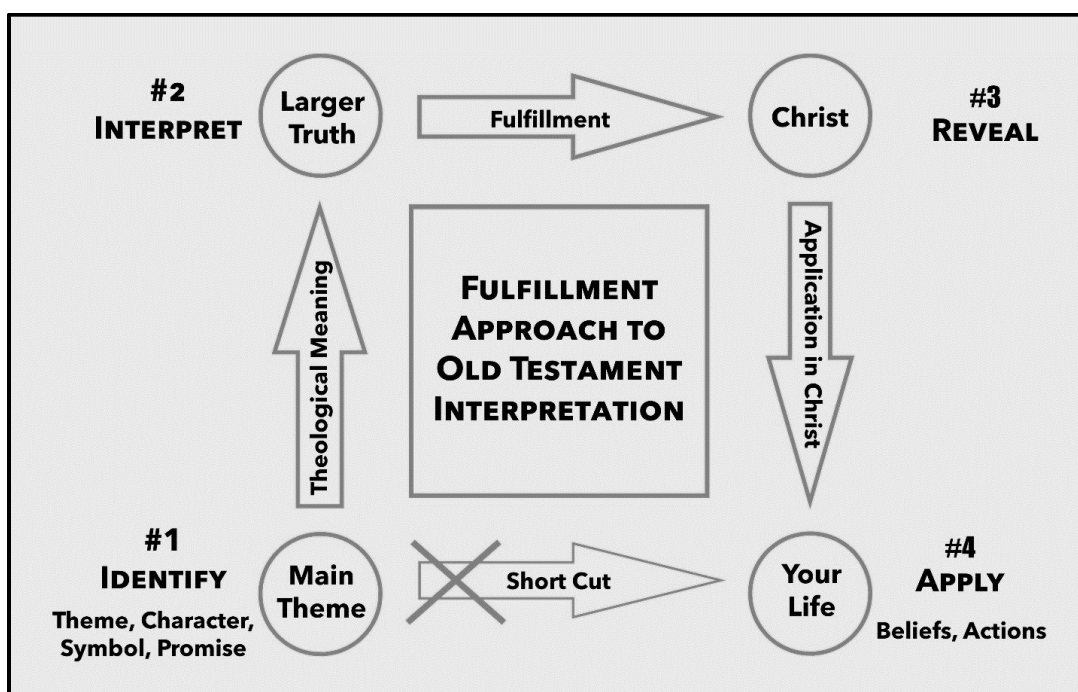 #2
INTERPRET
Larger
Truth
Fulfillment
Christ
#3
REVEAL
Theological Meaning
FULFILLMENT
APPROACH TO
OLD TESTAMENT
INTERPRETATION
Application in Christ
#1
IDENTIFY
Theme, Character,
Symbol, Promise
Main
Theme
Short Cut
Your
Life
#4
APPLY
Beliefs, Actions